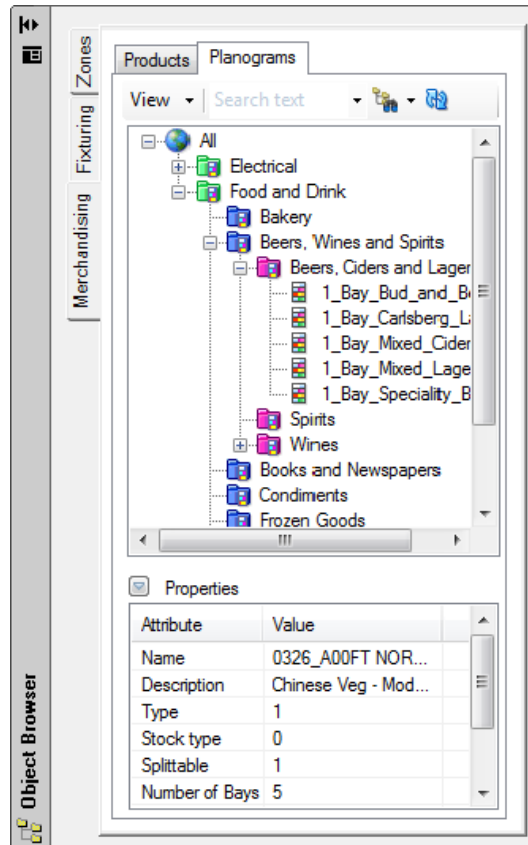 Zones
Fixturing
Merchandising
Object Browser
Products Planograms
View Search text
All
Electrical
Food and Drink
Bakery
Beers, Wines and Spirits
Beers, Ciders and Lager
1_Bay_Bud_and_B
1_Bay_Carlsberg_L
1_Bay_Mixed_Cider
1_Bay_Mixed_Lage
1_Bay_Speciality_B
Spirits
Wines
Books and Newspapers
Condiments
Frozen Goods
Properties
Attribute Value
Name 0326_A00FT NOR...
Description Chinese Veg - Mod...
Type 1
Stock type 0
Splittable 1
Number of Bays 5